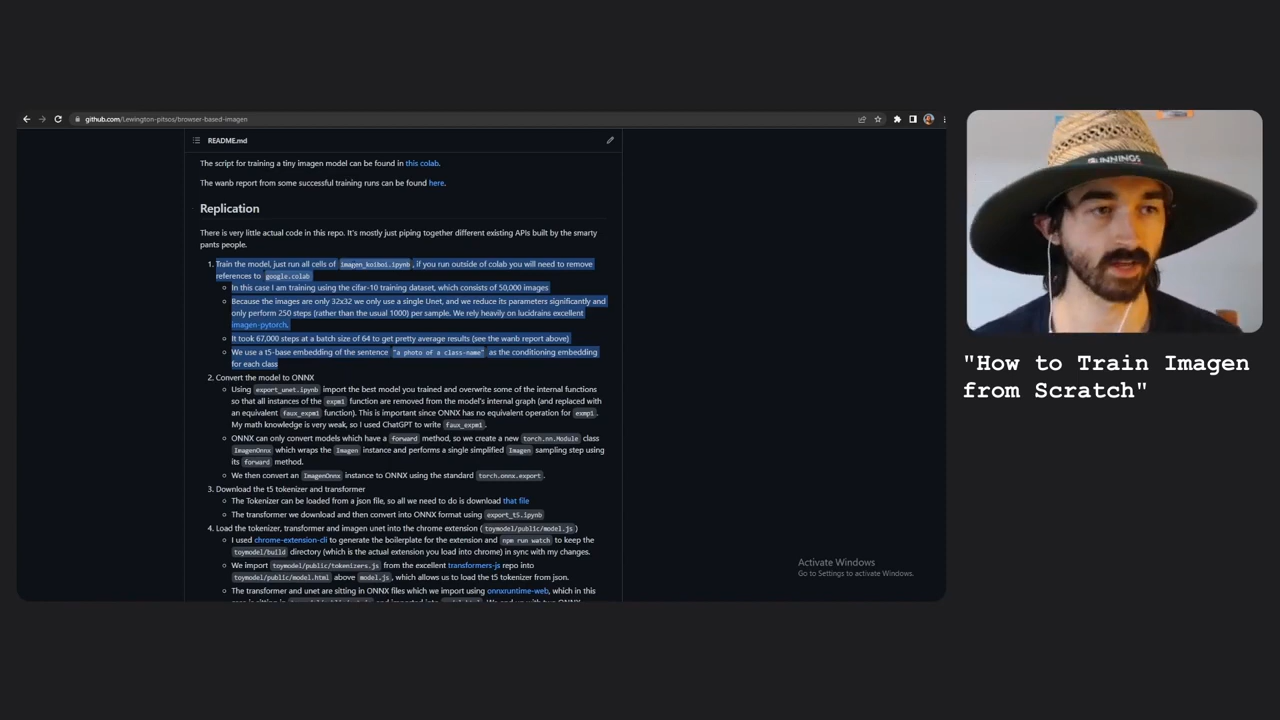 github.com/Lewington-pitsos/browser-based-imagen
README.md
The script for training a tiny imagen model can be found in this colab.
The wanb report from some successful training runs can be found here.
Replication
There is very little actual code in this repo. It's mostly just piping together different existing APIs built by the smarty
pants people.
1. Train the model, just run all cells of imagen_koiboi.ipynb, if you run outside of colab you will need to remove
references to google.colab
In this case I am training using the cifar-10 training dataset, which consists of 50,000 images
Because the images are only 32x32 we only use a single Unet, and we reduce its parameters significantly and
only perform 250 steps (rather than the usual 1000) per sample. We rely heavily on lucidrains excellent
imagen-pytorch.
It took 67,000 steps at a batch size of 64 to get pretty average results (see the wanb report above)
We use a t5-base embedding of the sentence "a photo of a class-name" as the conditioning embedding
for each class
2. Convert the model to ONNX
Using export_unet.ipynb import the best model you trained and overwrite some of the internal functions
so that all instances of the expm1 function are removed from the model's internal graph (and replaced with
an equivalent faux_expm1 function). This is important since ONNX has no equivalent operation for exmp1.
My math knowledge is very weak, so I used ChatGPT to write faux_expm1.
ONNX can only convert models which have a forward method, so we create a new torch.nn.Module class
ImagenOnnx which wraps the Imagen instance and performs a single simplified Imagen sampling step using
its forward method.
We then convert an ImagenOnnx instance to ONNX using the standard torch.onnx.export.
3. Download the t5 tokenizer and transformer
The Tokenizer can be loaded from a json file, so all we need to do is download that file
The transformer we download and then convert into ONNX format using export_t5.ipynb
4. Load the tokenizer, transformer and imagen unet into the chrome extension (toymodel/public/model.js)
I used chrome-extension-cli to generate the boilerplate for the extension and npm run watch to keep the
toymodel/build directory (which is the actual extension you load into chrome) in sync with my changes.
We import toymodel/public/tokenizers.js from the excellent transformers-js repo into
toymodel/public/model.html above model.js, which allows us to load the t5 tokenizer from json.
The transformer and unet are sitting in ONNX files which we import using onnxruntime-web, which in this
Activate Windows
Go to Settings to activate Windows.
INNINGS
"How to Train Imagen
from Scratch"